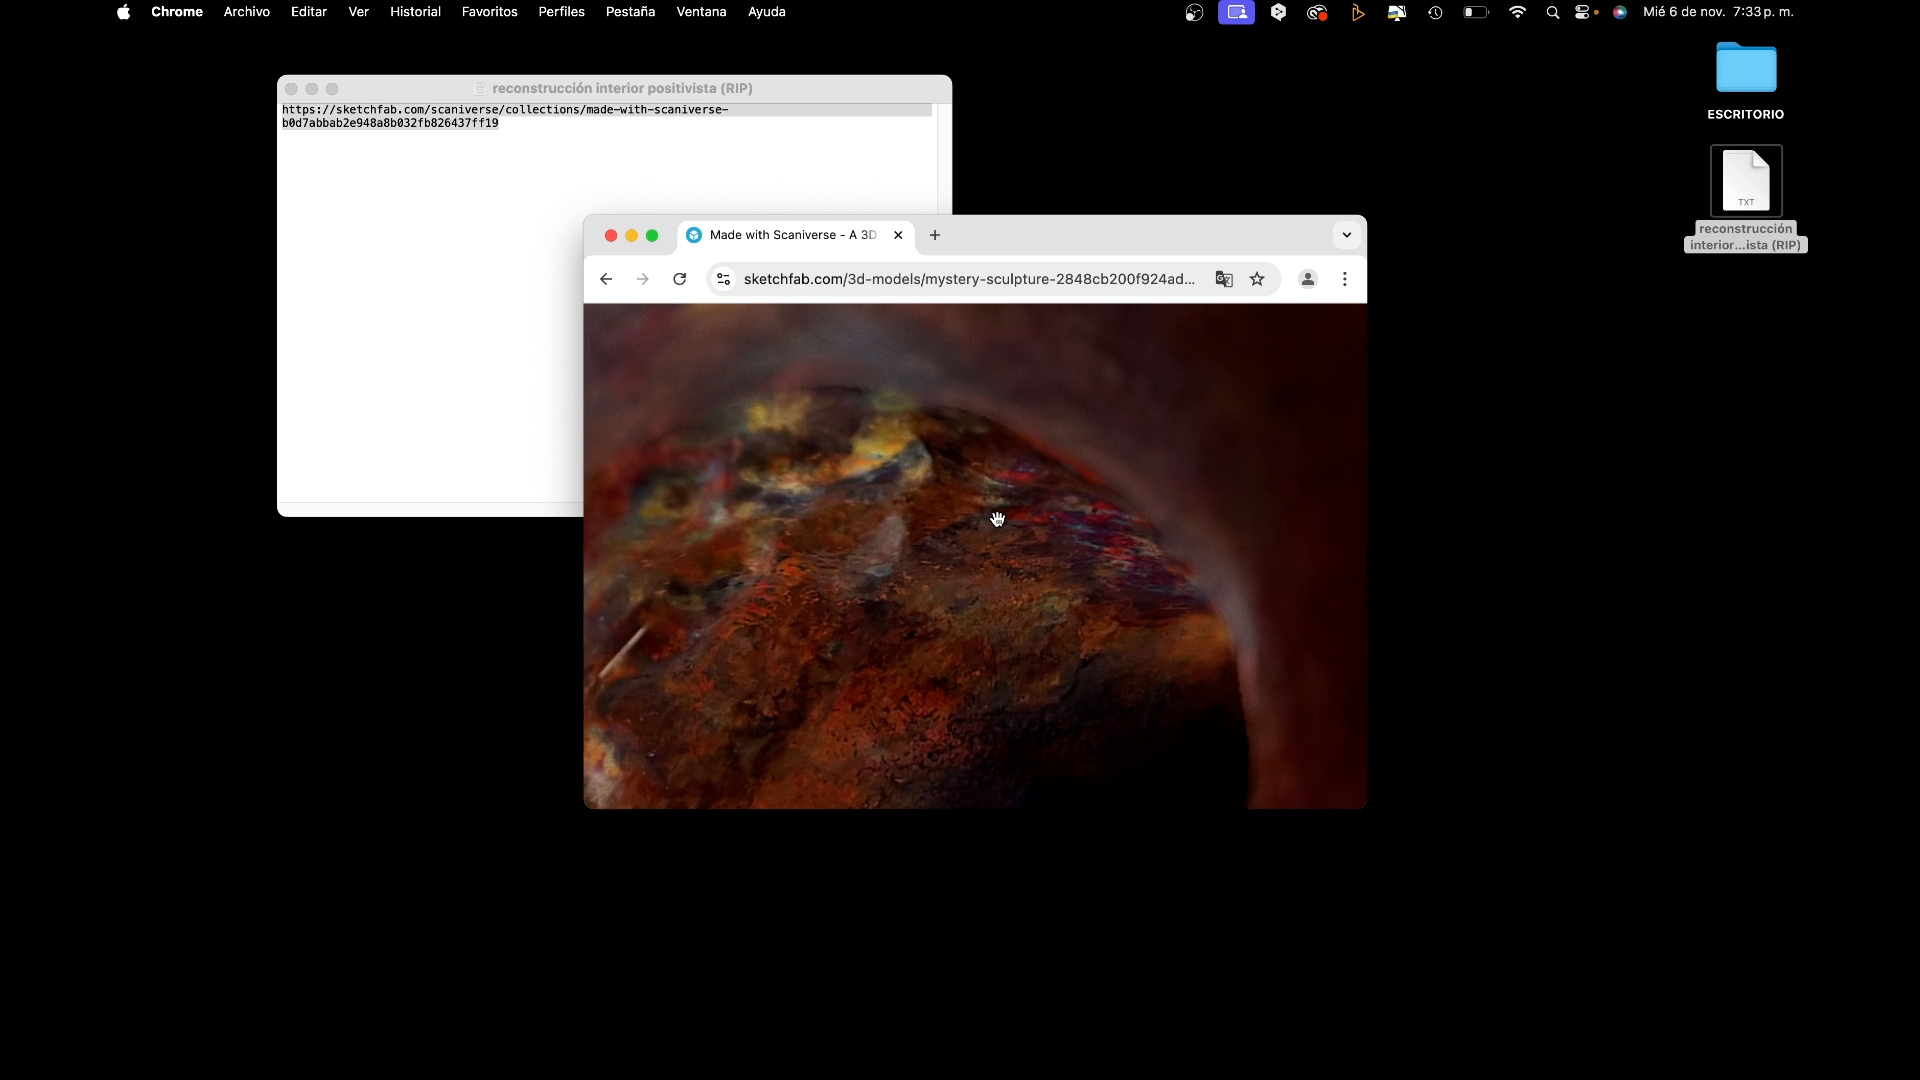 Chrome Archivo Editar Ver Historial Favoritos Perfiles Pestaña Ventana Ayuda Mié 6 de nov. 7:33 p. m.
ESCRITORIO
TXT
reconstrucción
interior...ista (RIP)
reconstrucción interior positivista (RIP)
https://sketchfab.com/scaniverse/collections/made-with-scaniverse-
b0d7abbab2e948a8b032fb826437ff19
Made with Scaniverse - A 3D
sketchfab.com/3d-models/mystery-sculpture-2848cb200f924ad...